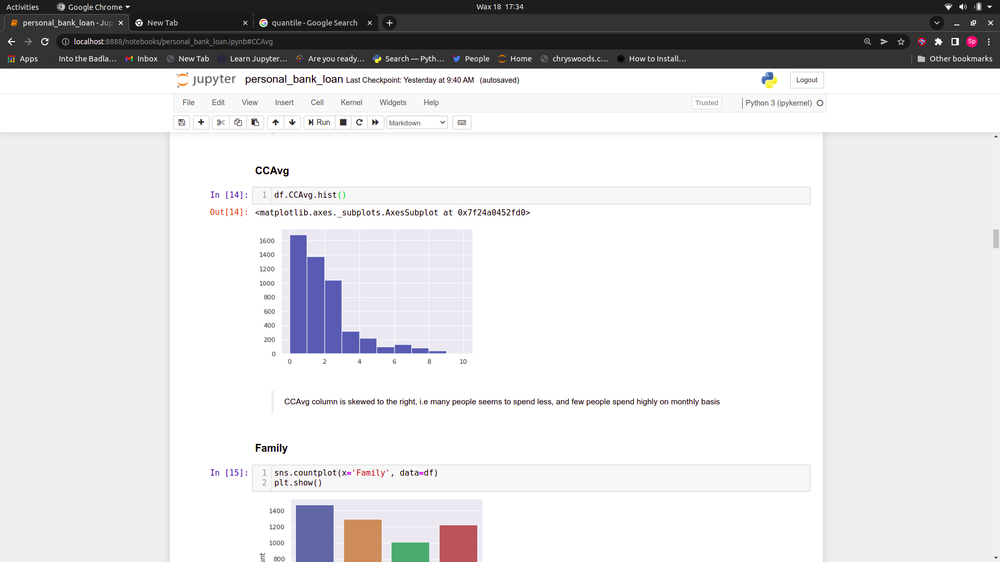 Activities Google Chrome Wax 18 17:34
personal_bank_loan - Jup New Tab quantile - Google Search
localhost:8888/notebooks/personal_bank_loan.ipynb#CCAvg Sp
Apps Into the Badla… Inbox New Tab Learn Jupyter… Are you ready,… Search — Pyth… People Home chryswoods.c… How to Install… Other bookmarks
jupyter personal_bank_loan Last Checkpoint: Yesterday at 9:40 AM (autosaved) Logout
File Edit View Insert Cell Kernel Widgets Help Trusted Python 3 (ipykernel)
Run Markdown
CCAvg
In [14]: 1 df.CCAvg.hist()
Out[14]: <matplotlib.axes._subplots.AxesSubplot at 0x7f24a0452fd0>
1600
1400
1200
1000
800
600
400
200
0
0 2 4 6 8 10
CCAvg column is skewed to the right, i.e many people seems to spend less, and few people spend highly on monthly basis
Family
In [15]: 1 sns.countplot(x='Family', data=df)
2 plt.show()
1400
1200
1000
800